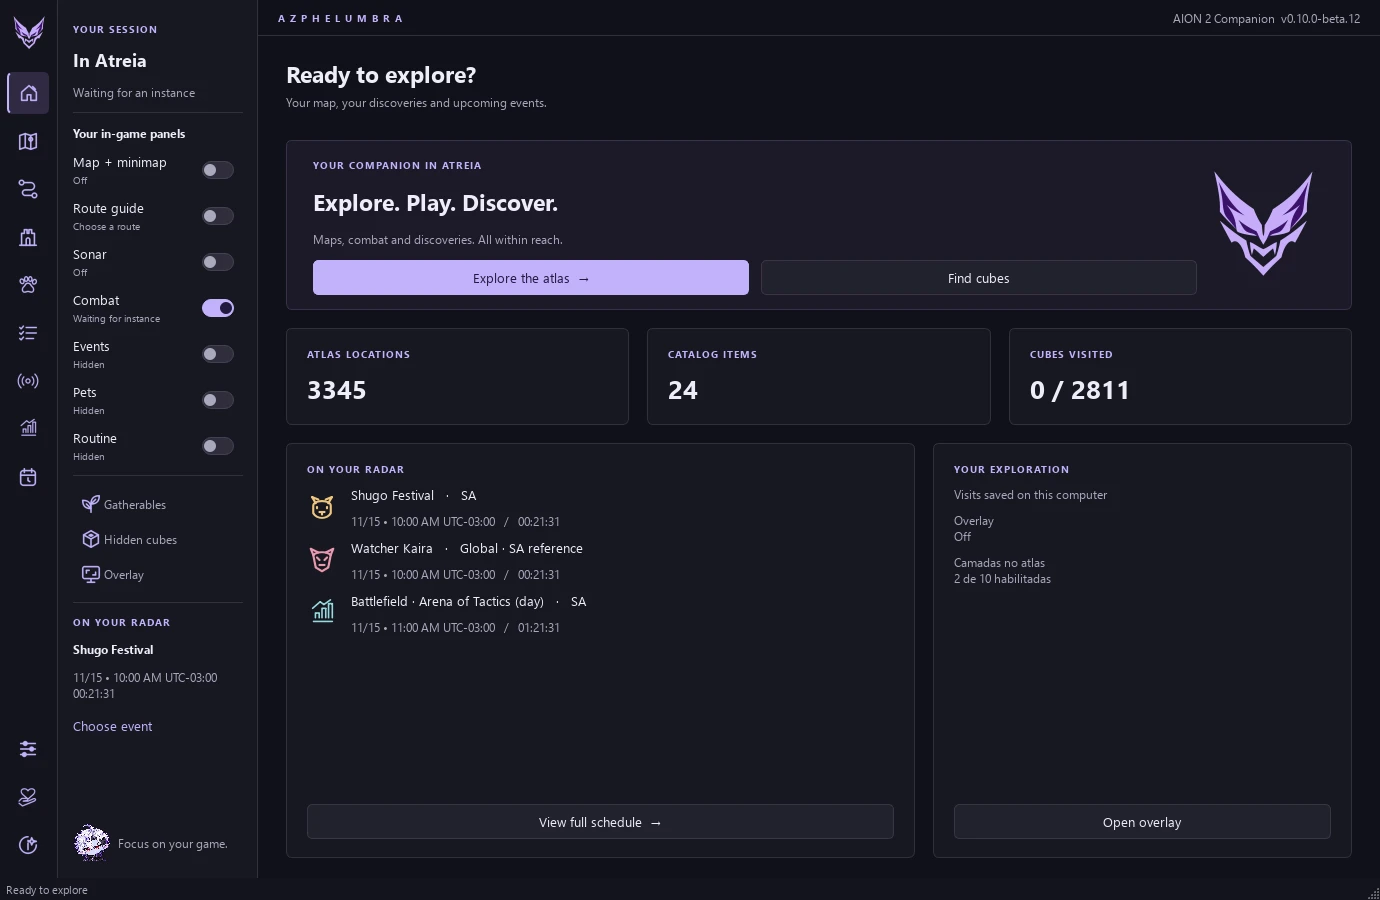 AZPHELUMBRA
AION 2 Companion v0.10.0-beta.12
YOUR SESSION
In Atreia
Waiting for an instance
Your in-game panels
Map + minimap
Off
Route guide
Choose a route
Sonar
Off
Combat
Waiting for instance
Events
Hidden
Pets
Hidden
Routine
Hidden
Gatherables
Hidden cubes
Overlay
ON YOUR RADAR
Shugo Festival
11/15 • 10:00 AM UTC-03:00
00:21:31
Choose event
Focus on your game.
Ready to explore?
Your map, your discoveries and upcoming events.
YOUR COMPANION IN ATREIA
Explore. Play. Discover.
Maps, combat and discoveries. All within reach.
Explore the atlas →
Find cubes
ATLAS LOCATIONS
3345
CATALOG ITEMS
24
CUBES VISITED
0 / 2811
ON YOUR RADAR
Shugo Festival · SA
11/15 • 10:00 AM UTC-03:00 / 00:21:31
Watcher Kaira · Global · SA reference
11/15 • 10:00 AM UTC-03:00 / 00:21:31
Battlefield · Arena of Tactics (day) · SA
11/15 • 11:00 AM UTC-03:00 / 01:21:31
View full schedule →
YOUR EXPLORATION
Visits saved on this computer
Overlay
Off
Camadas no atlas
2 de 10 habilitadas
Open overlay
Ready to explore